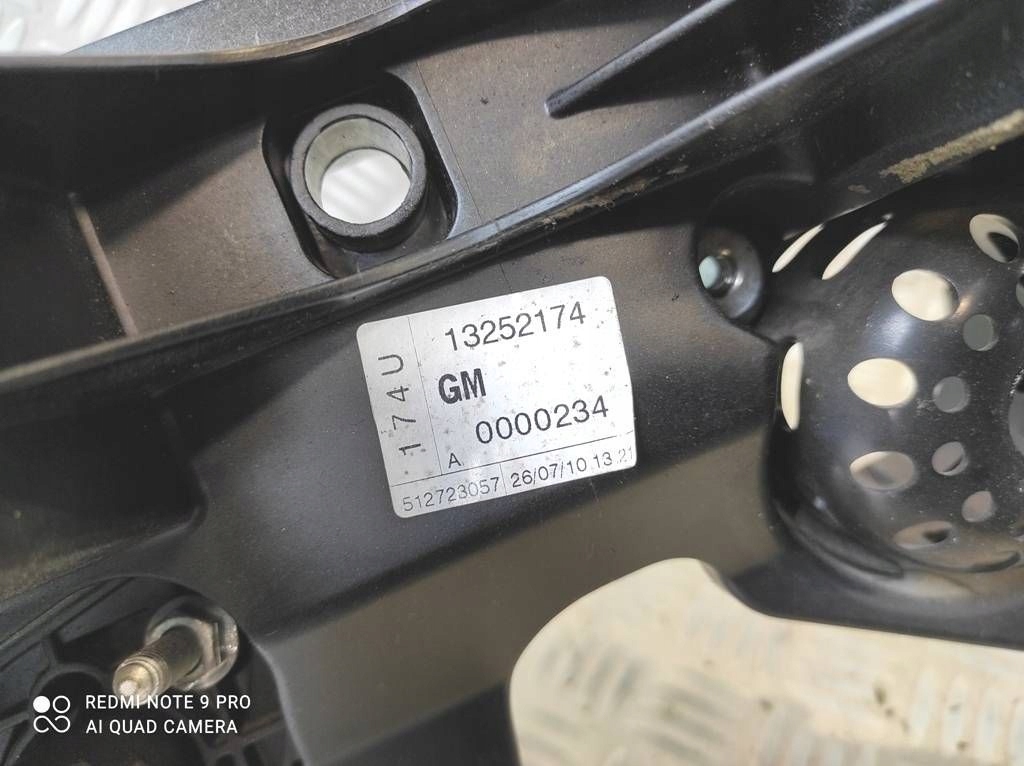 13252174
174U
GM
0000234
A
512723057 26/07/10 13.21
REDMI NOTE 9 PRO
AI QUAD CAMERA